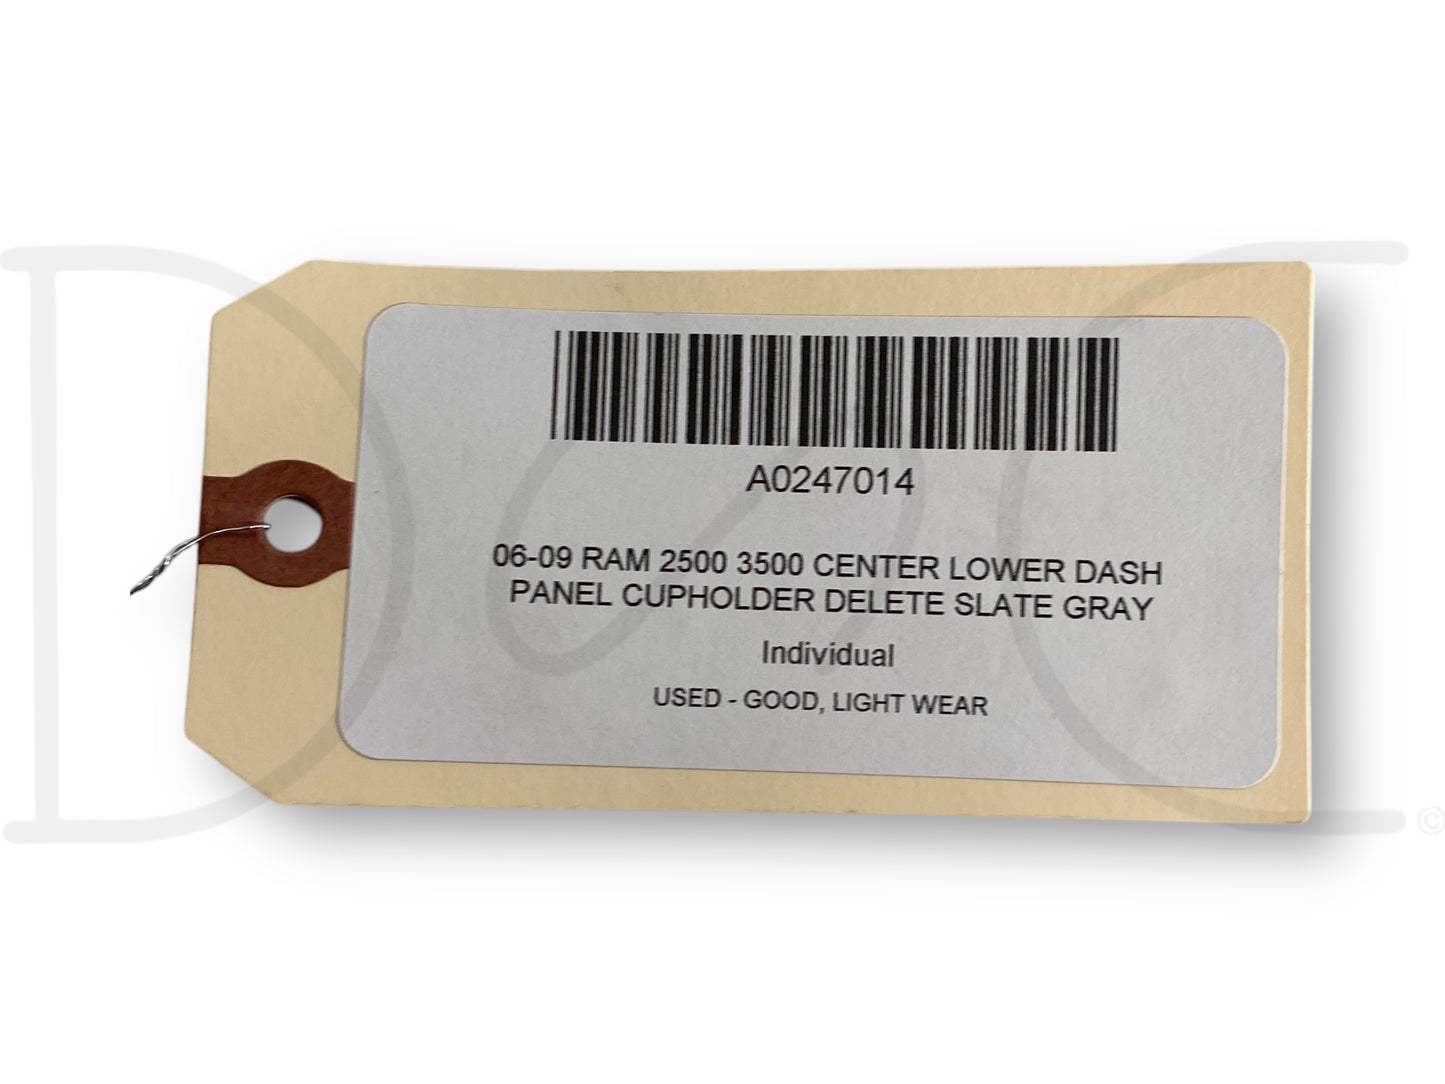 A0247014
06-09 RAM 2500 3500 CENTER LOWER DASH
PANEL CUPHOLDER DELETE SLATE GRAY
Individual
USED - GOOD, LIGHT WEAR
©